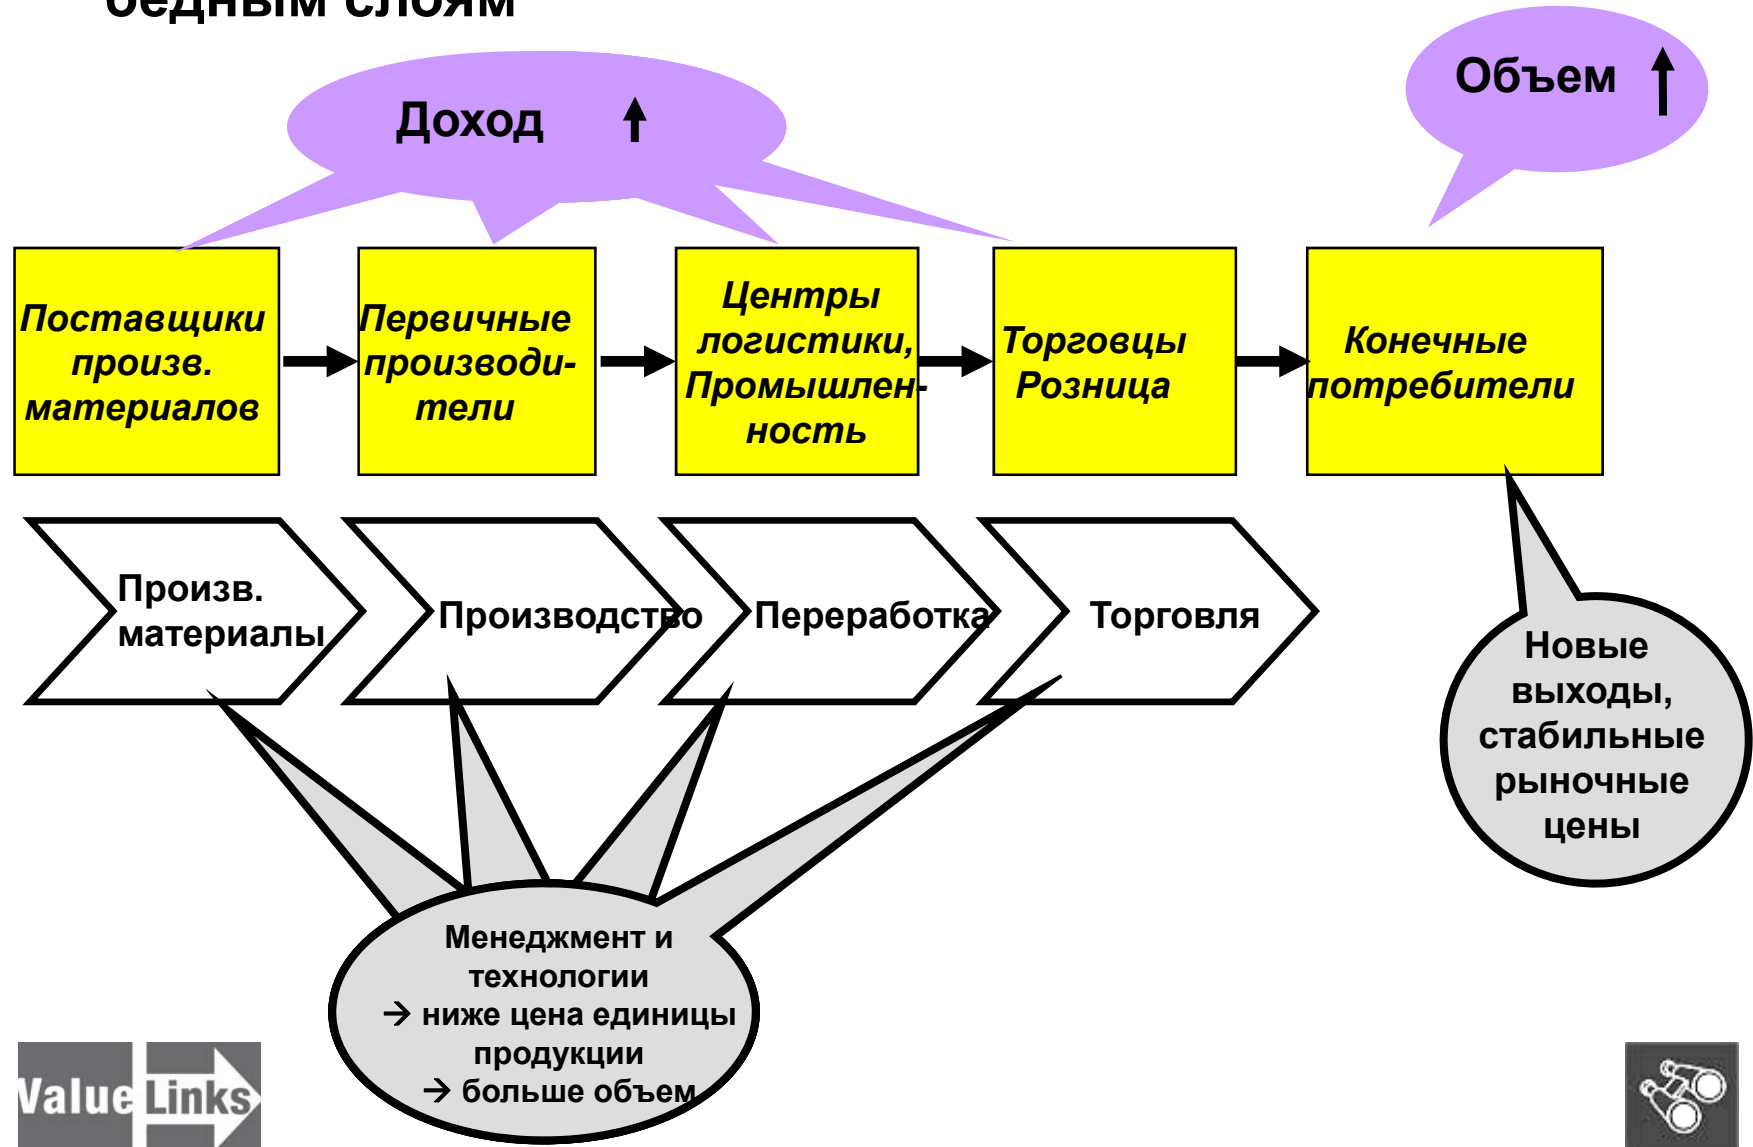 бедным слоям
Доход
Объем
Поставщики
произв.
материалов
Первичные
производи-
тели
Центры
логистики,
Промышлен-
ность
Торговцы
Розница
Конечные
потребители
Произв.
материалы
Производство
Переработка
Торговля
Новые
выходы,
стабильные
рыночные
цены
Менеджмент и
технологии
→ ниже цена единицы
продукции
→ больше объем
Value Links